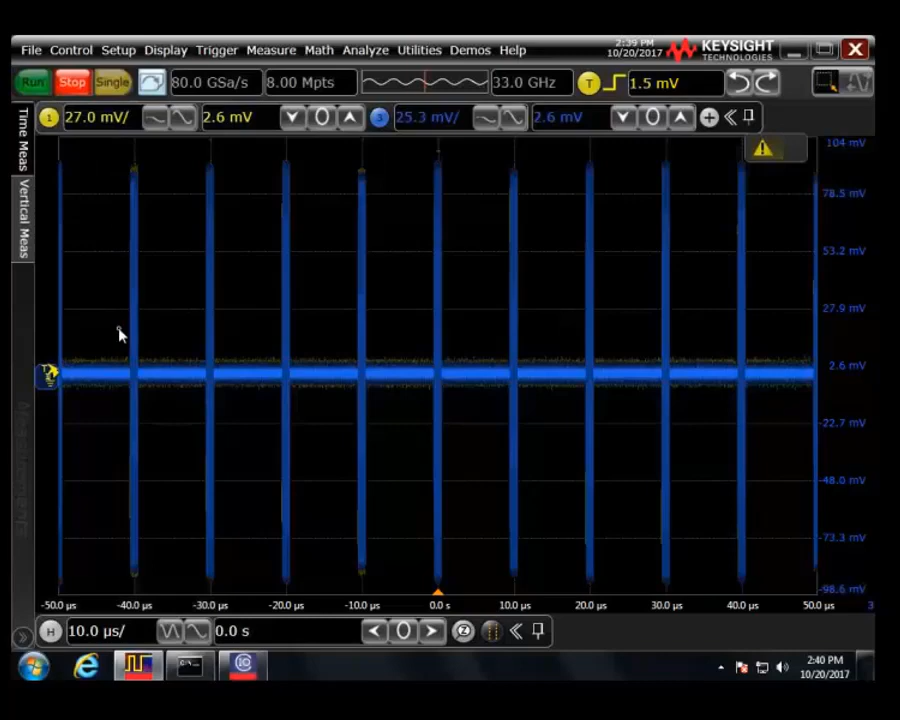 File Control Setup Display Trigger Measure Math Analyze Utilities Demos Help
2:39 PM
10/20/2017
KEYSIGHT
TECHNOLOGIES
Run Stop Single 80.0 GSa/s 8.00 Mpts 33.0 GHz T 1.5 mV
1 27.0 mV/ 2.6 mV 0 3 25.3 mV/ 2.6 mV 0
Time Meas
Vertical Meas
104 mV
78.5 mV
53.2 mV
27.9 mV
2.6 mV
-22.7 mV
-48.0 mV
-73.3 mV
-98.6 mV
-50.0 µs -40.0 µs -30.0 µs -20.0 µs -10.0 µs 0.0 s 10.0 µs 20.0 µs 30.0 µs 40.0 µs 50.0 µs 3
H 10.0 µs/ 0.0 s 0 Z
IQ
2:40 PM
10/20/2017